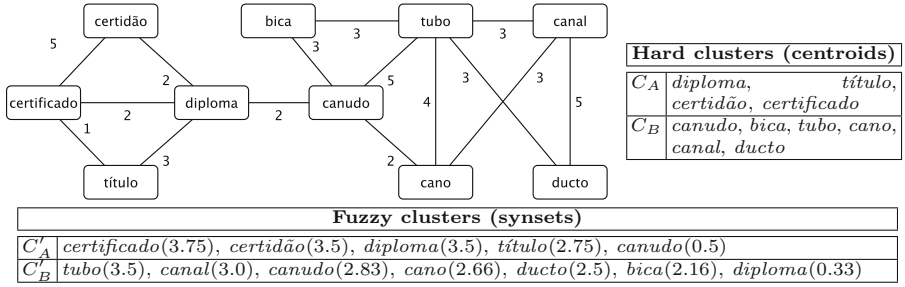 certidão
bica
tubo
canal
5
3
3
3
2
5
3
3
certificado
diploma
canudo
2
2
4
5
1
3
2
título
cano
ducto
Hard clusters (centroids)
C_A diploma, título,
certidão, certificado
C_B canudo, bica, tubo, cano,
canal, ducto
Fuzzy clusters (synsets)
C'_A certificado(3.75), certidão(3.5), diploma(3.5), título(2.75), canudo(0.5)
C'_B tubo(3.5), canal(3.0), canudo(2.83), cano(2.66), ducto(2.5), bica(2.16), diploma(0.33)